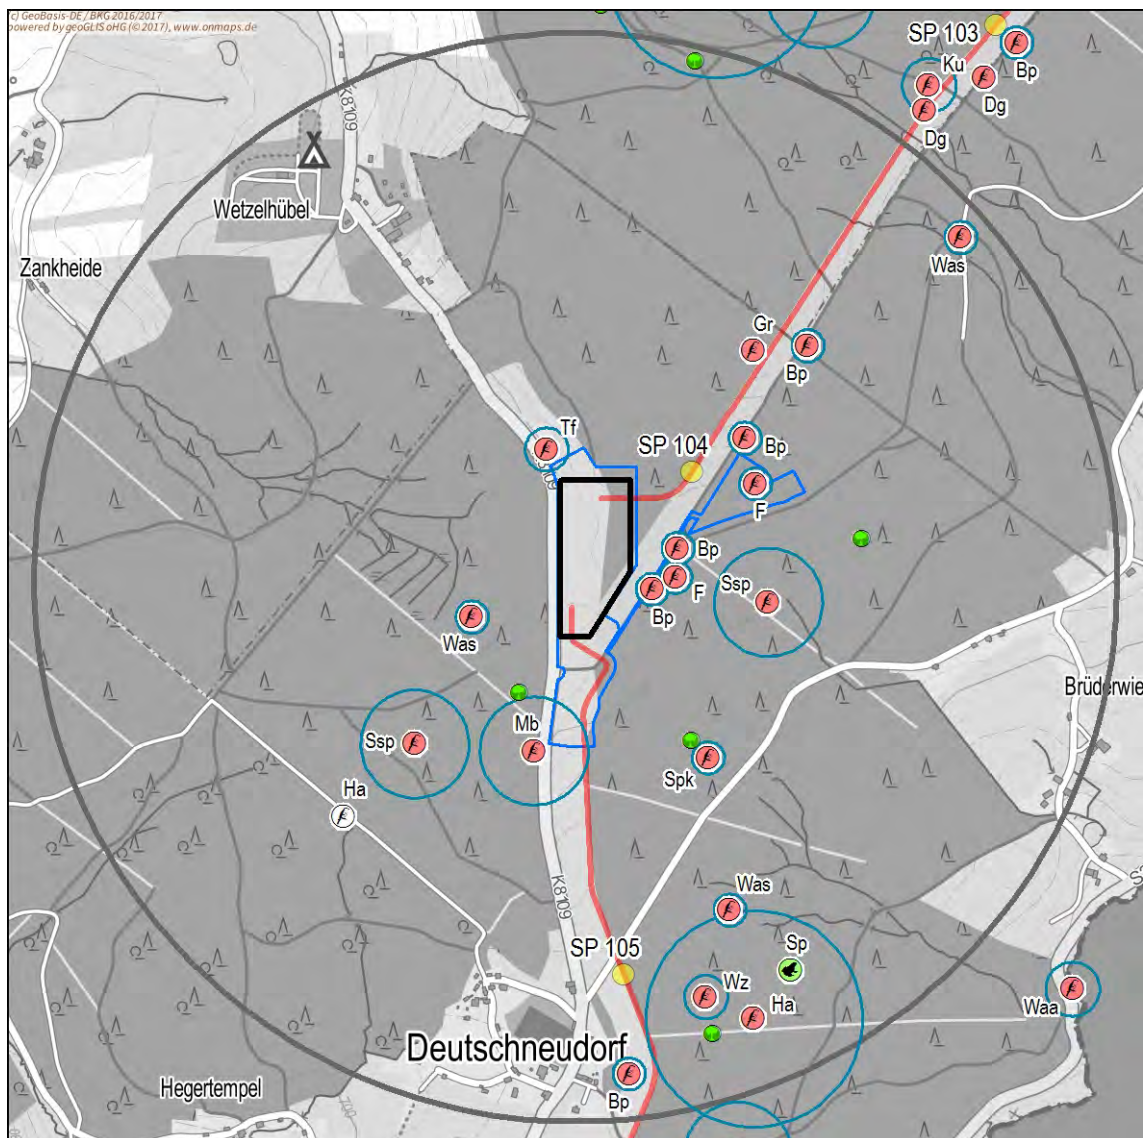 c) GeoBasis-DE / BKG 2016/2017
powered by geoGLIS oHG (© 2017), www.onmaps.de
SP 103
Ku
Bp
Dg
K8109
Dg
Wetzelhübel
Was
Zankheide
Gr
Bp
Tf
SP 104
Bp
F
Bp
F
Ssp
Bp
Was
Brüderwie
Mb
Ssp
Spk
Ha
K8109
Was
SP 105
Sp
Wz
Ha
Waa
Deutschneudorf
Bp
Hegertempel
700